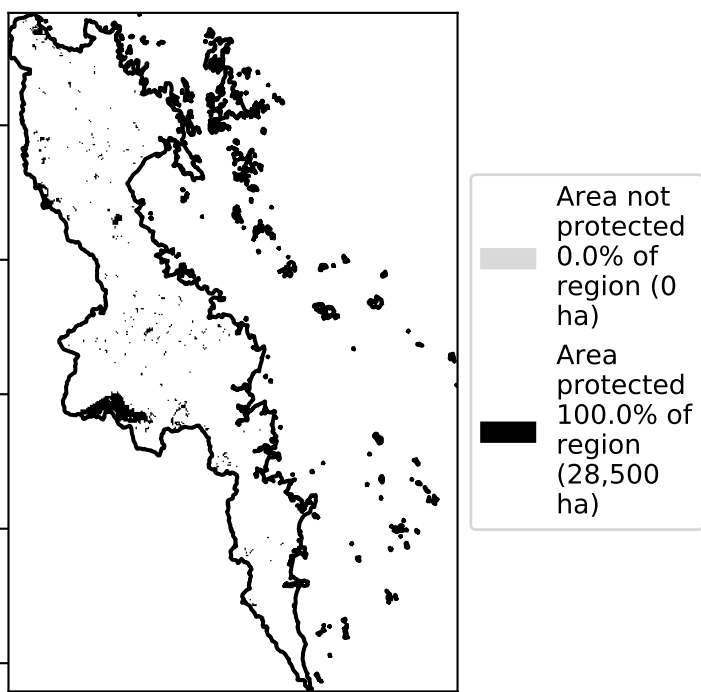 Area not
protected
0.0% of
region (0
ha)
Area
protected
100.0% of
region
(28,500
ha)